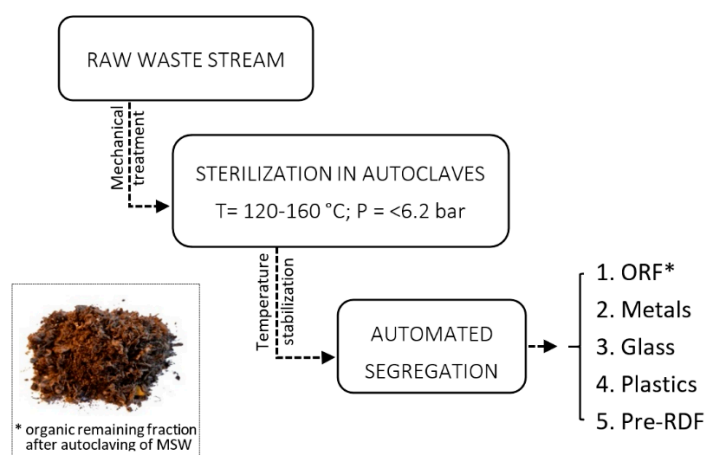 RAW WASTE STREAM
Mechanical
treatment
STERILIZATION IN AUTOCLAVES
T= 120-160 °C; P = <6.2 bar
Temperature
stabilization
AUTOMATED
SEGREGATION
1. ORF*
2. Metals
3. Glass
4. Plastics
5. Pre-RDF
* organic remaining fraction
after autoclaving of MSW